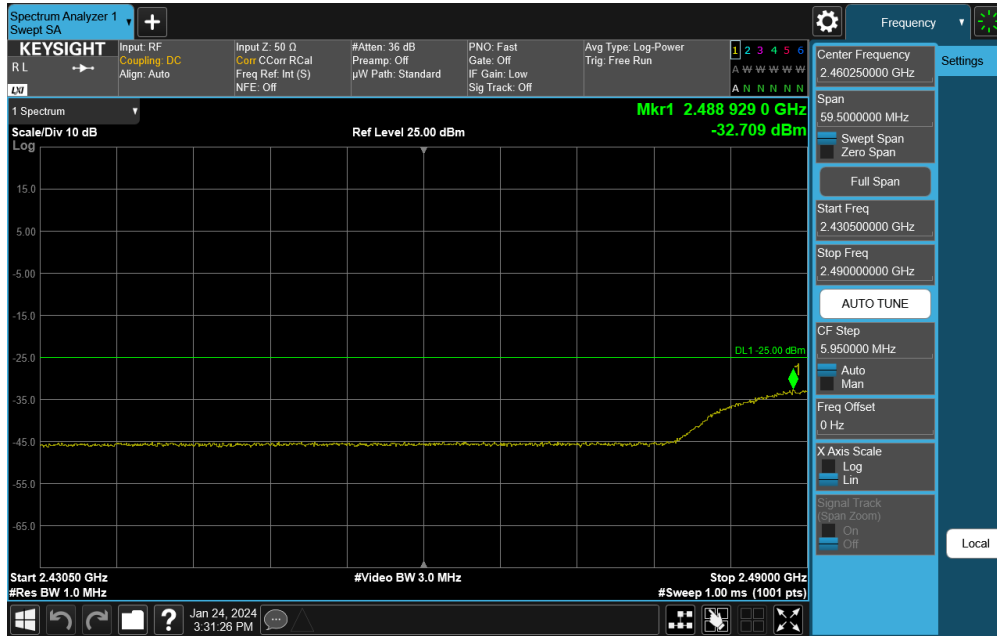 Spectrum Analyzer 1
Swept SA
▼
+
Frequency
▼
KEYSIGHT
R L
LXI
Input: RF
Coupling: DC
Align: Auto
Input Z: 50 Ω
Corr CCorr RCal
Freq Ref: Int (S)
NFE: Off
#Atten: 36 dB
Preamp: Off
µW Path: Standard
PNO: Fast
Gate: Off
IF Gain: Low
Sig Track: Off
Avg Type: Log-Power
Trig: Free Run
1 2 3 4 5 6
A W W W W W
A N N N N N
1 Spectrum
▼
Scale/Div 10 dB
Log
Ref Level 25.00 dBm
Mkr1 2.488 929 0 GHz
-32.709 dBm
15.0
5.00
-5.00
-15.0
-25.0
-35.0
-45.0
-55.0
-65.0
DL1 -25.00 dBm
1
Start 2.43050 GHz
#Res BW 1.0 MHz
#Video BW 3.0 MHz
Stop 2.49000 GHz
#Sweep 1.00 ms (1001 pts)
Center Frequency
2.460250000 GHz
Span
59.5000000 MHz
Swept Span
Zero Span
Full Span
Start Freq
2.430500000 GHz
Stop Freq
2.490000000 GHz
AUTO TUNE
CF Step
5.950000 MHz
Auto
Man
Freq Offset
0 Hz
X Axis Scale
Log
Lin
Signal Track
(Span Zoom)
On
Off
Settings
Local
?
Jan 24, 2024
3:31:26 PM